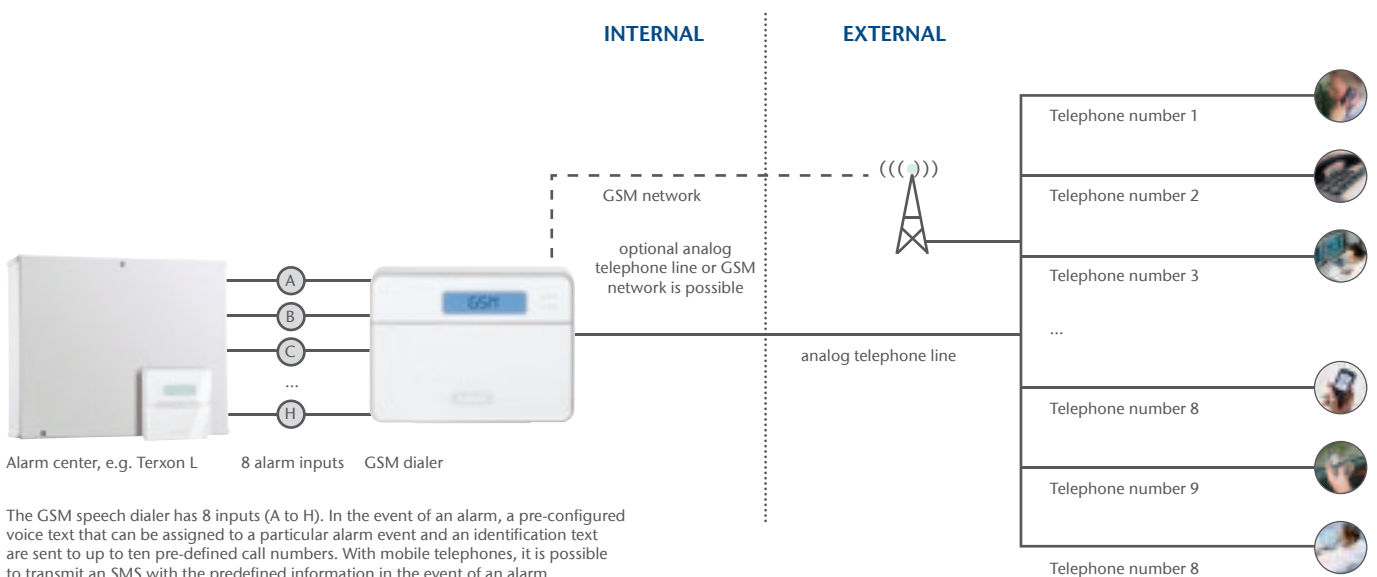 INTERNAL
EXTERNAL
Telephone number 1
GSM network
Telephone number 2
optional analog
telephone line or GSM
network is possible
Telephone number 3
GSM
A
B
C
...
H
...
analog telephone line
Telephone number 8
Alarm center, e.g. Terxon L
8 alarm inputs
GSM dialer
Telephone number 9
The GSM speech dialer has 8 inputs (A to H). In the event of an alarm, a pre-configured
voice text that can be assigned to a particular alarm event and an identification text
are sent to up to ten pre-defined call numbers. With mobile telephones, it is possible
to transmit an SMS with the predefined information in the event of an alarm
Telephone number 8